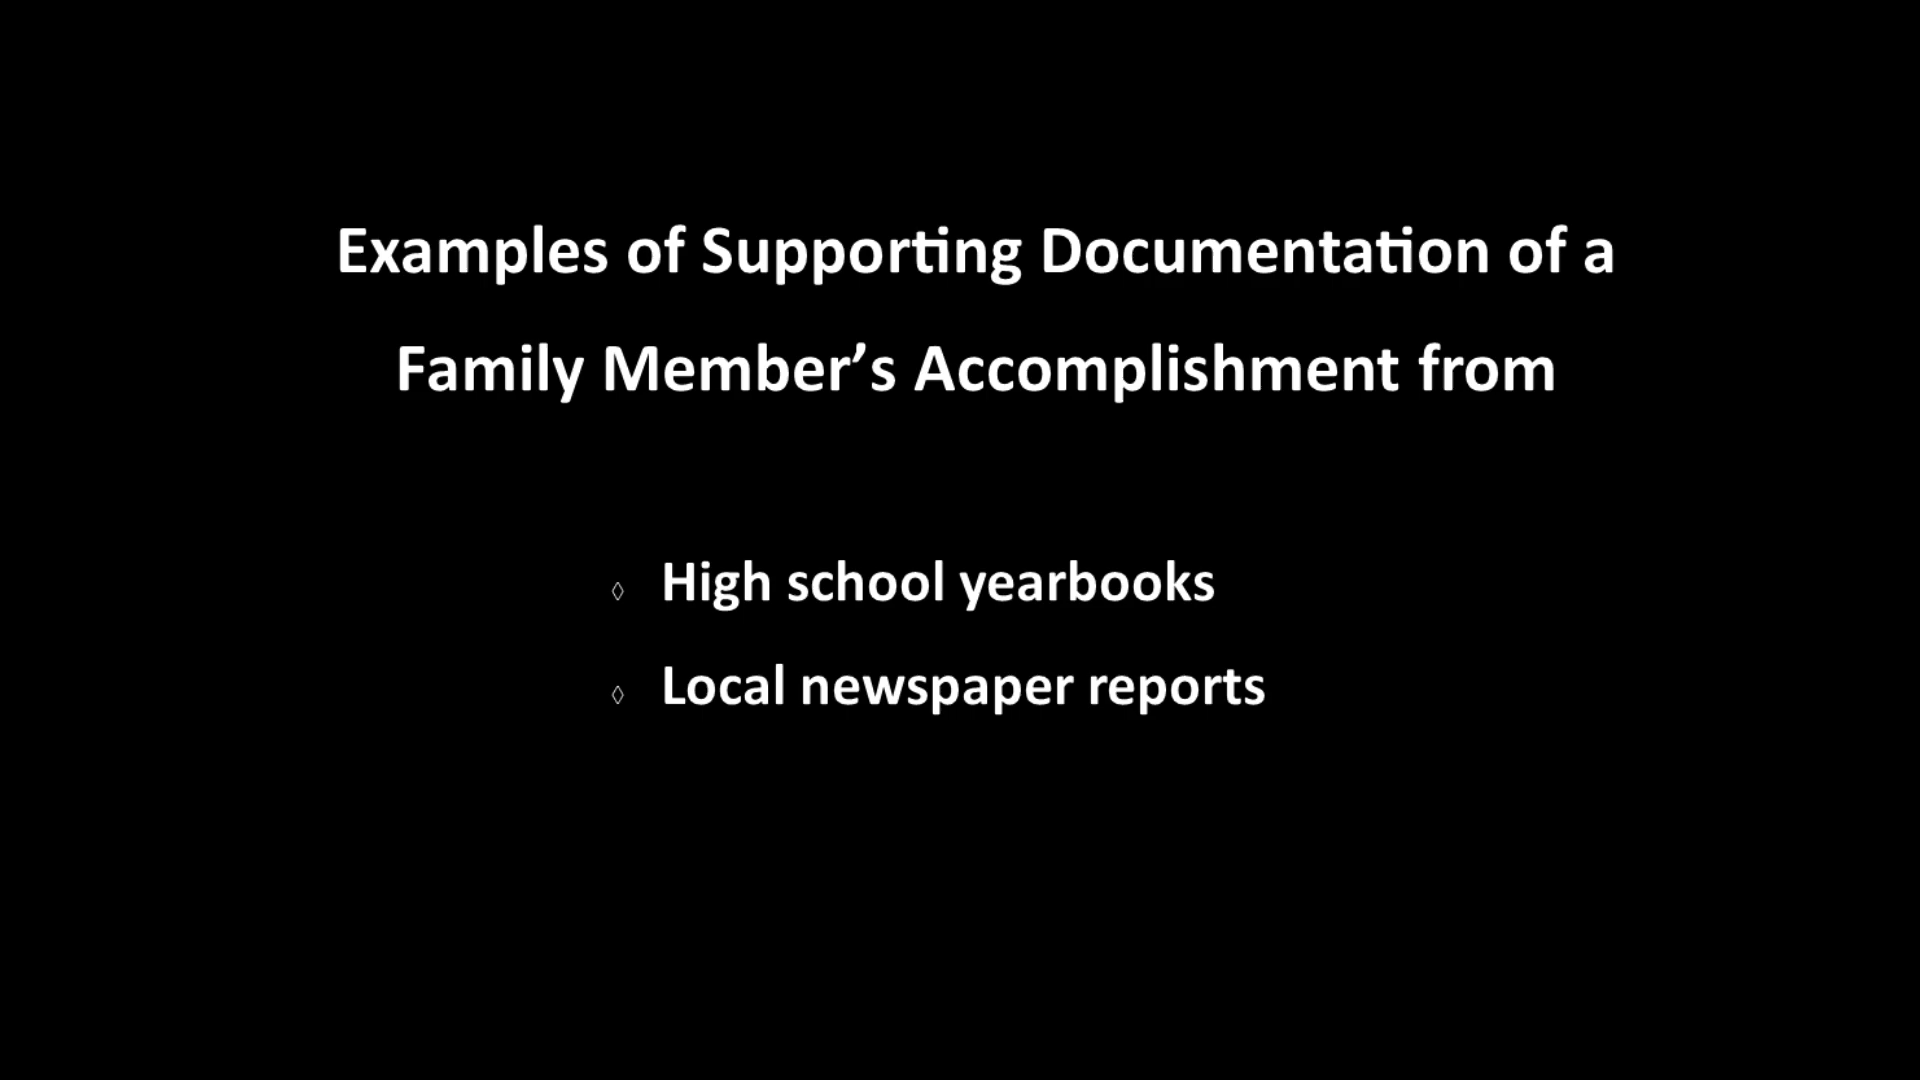 Examples of Supporting Documentation of a
Family Member’s Accomplishment from
◊ High school yearbooks
◊ Local newspaper reports